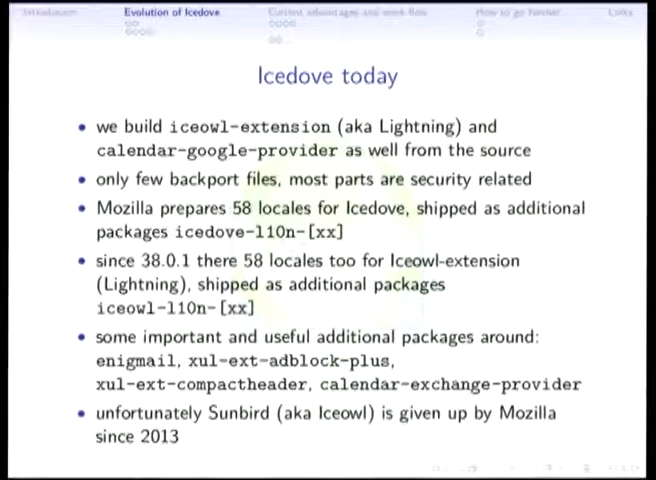 Introduction Evolution of Icedove Current advantages and work flow How to go further Links
Icedove today
we build iceowl-extension (aka Lightning) and
calendar-google-provider as well from the source
only few backport files, most parts are security related
Mozilla prepares 58 locales for Icedove, shipped as additional
packages icedove-l10n-[xx]
since 38.0.1 there 58 locales too for Iceowl-extension
(Lightning), shipped as additional packages
iceowl-l10n-[xx]
some important and useful additional packages around:
enigmail, xul-ext-adblock-plus,
xul-ext-compactheader, calendar-exchange-provider
unfortunately Sunbird (aka Iceowl) is given up by Mozilla
since 2013